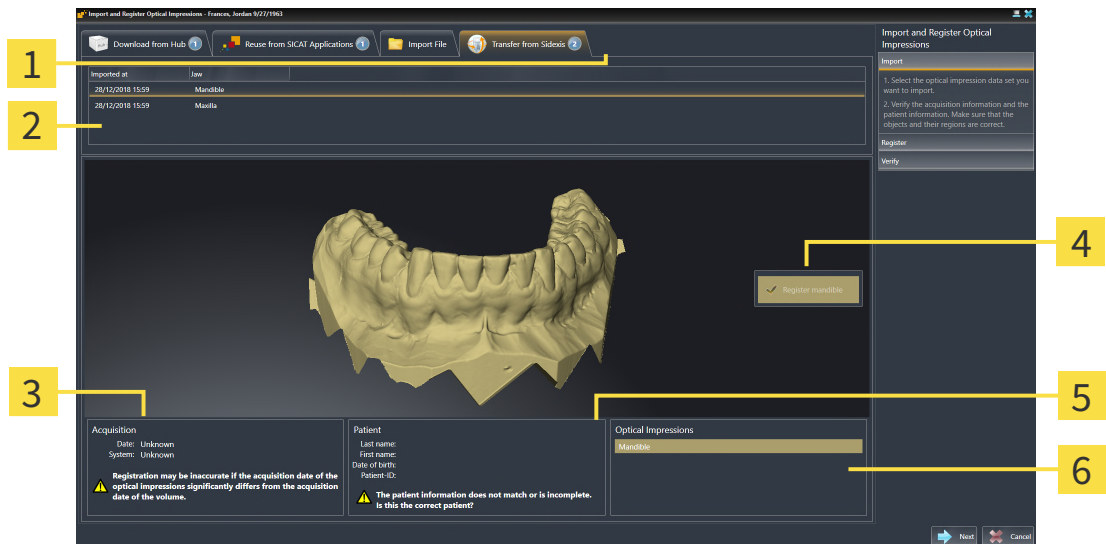 Import and Register Optical Impressions - Frances, Jordan 9/27/1963
Download from Hub 1
Reuse from SICAT Applications 1
Import File
Transfer from Sidexis 2
Import and Register Optical
Impressions
Import
1. Select the optical impression data set you
want to import.
2. Verify the acquisition information and the
patient information. Make sure that the
objects and their regions are correct.
Register
Verify
1
Imported at Jaw
28/12/2018 15:59 Mandible
28/12/2018 15:59 Maxilla
2
4
Register mandible
3
5
Acquisition
Date: Unknown
System: Unknown
Registration may be inaccurate if the acquisition date of the
optical impressions significantly differs from the acquisition
date of the volume.
Patient
Last name:
First name:
Date of birth:
Patient-ID:
The patient information does not match or is incomplete.
Is this the correct patient?
Optical Impressions
Mandible
6
Next
Cancel